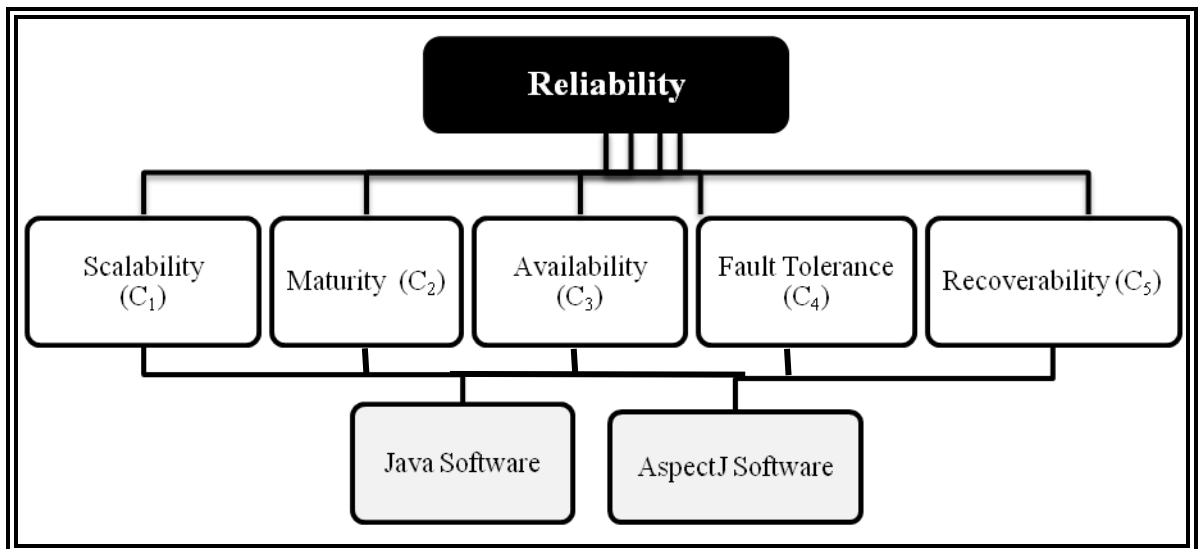 Reliability
Scalability
(C₁)
Maturity (C₂)
Availability
(C₃)
Fault Tolerance
(C₄)
Recoverability (C₅)
Java Software
AspectJ Software